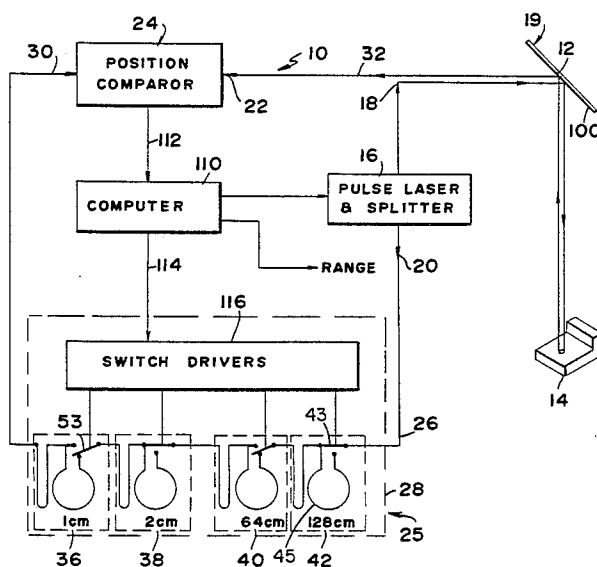 24
30
POSITION
COMPAROR
10
32
22
19
12
18
100
112
16
110
PULSE LASER
& SPLITTER
COMPUTER
20
114
RANGE
116
14
SWITCH DRIVERS
53
43
26
28
25
1cm
2cm
64cm
128cm
36
38
40
45
42